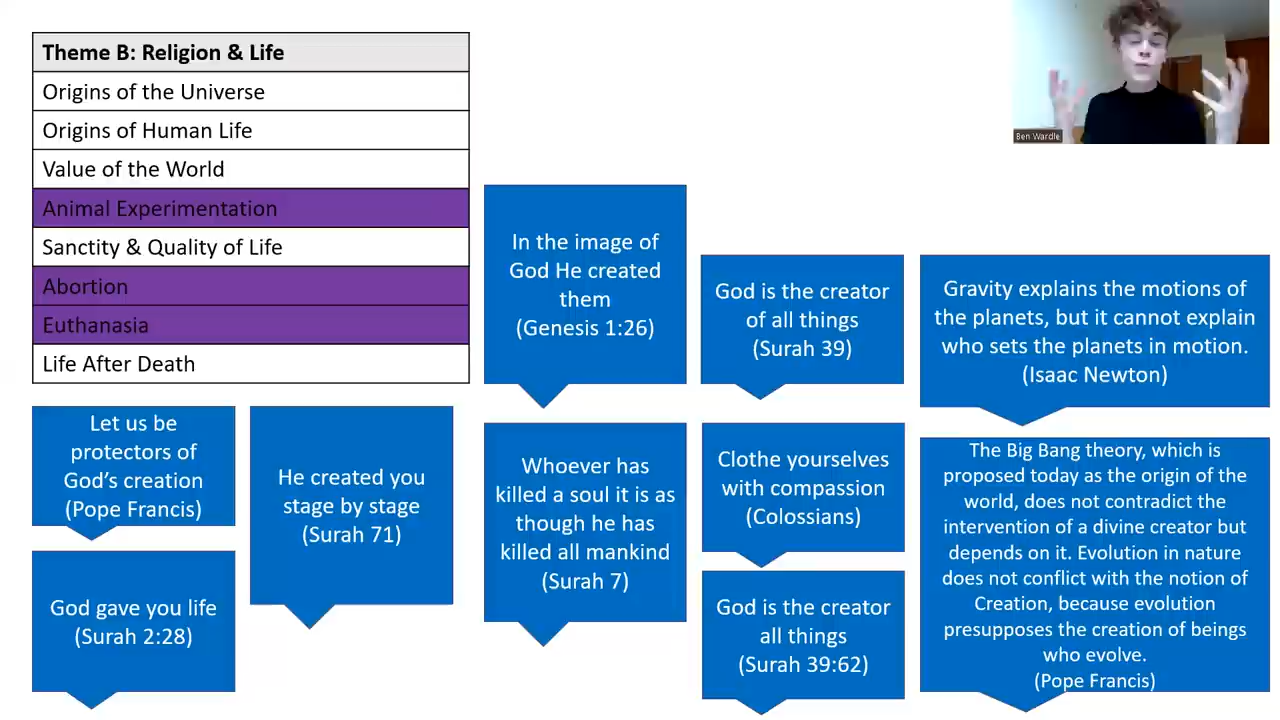 Theme B: Religion & Life
Origins of the Universe
Origins of Human Life
Value of the World
Animal Experimentation
Sanctity & Quality of Life
Abortion
Euthanasia
Life After Death
Ben Wardle
In the image of
God He created
them
(Genesis 1:26)
God is the creator
of all things
(Surah 39)
Gravity explains the motions of
the planets, but it cannot explain
who sets the planets in motion.
(Isaac Newton)
Let us be
protectors of
God’s creation
(Pope Francis)
He created you
stage by stage
(Surah 71)
Whoever has
killed a soul it is as
though he has
killed all mankind
(Surah 7)
Clothe yourselves
with compassion
(Colossians)
The Big Bang theory, which is
proposed today as the origin of the
world, does not contradict the
intervention of a divine creator but
depends on it. Evolution in nature
does not conflict with the notion of
Creation, because evolution
presupposes the creation of beings
who evolve.
(Pope Francis)
God gave you life
(Surah 2:28)
God is the creator
all things
(Surah 39:62)